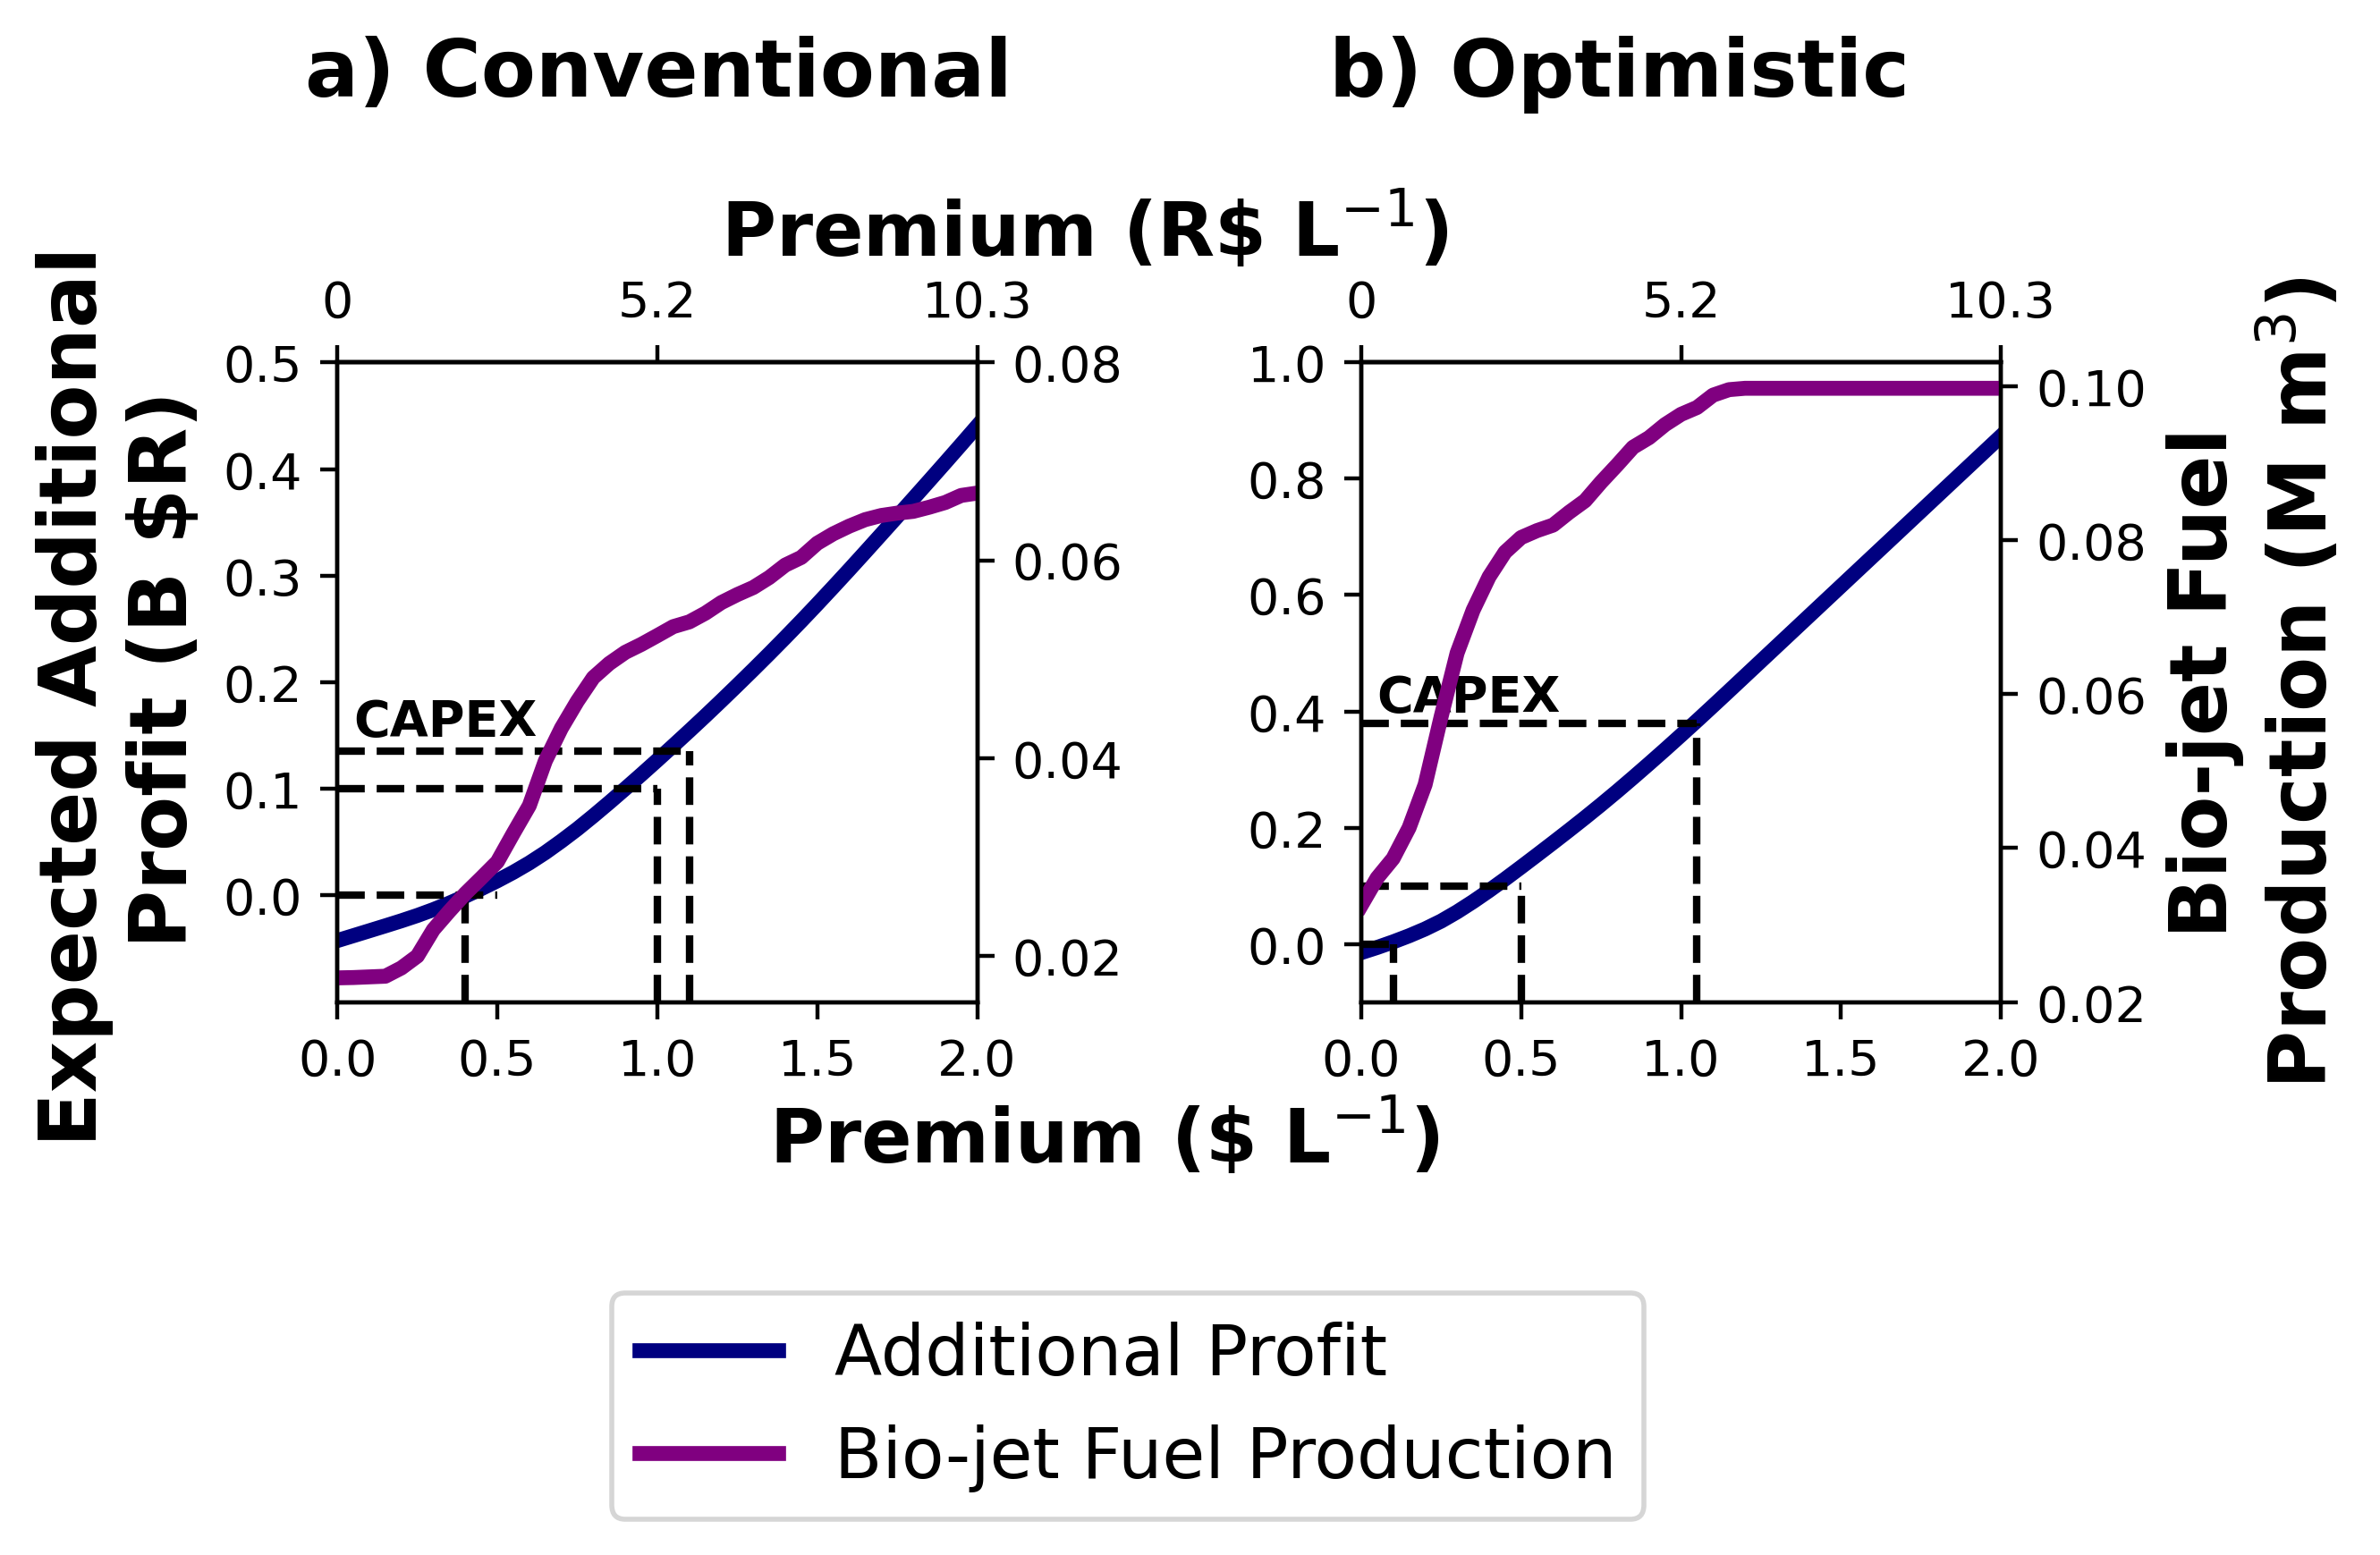 a) Conventional
b) Optimistic
Premium (R$ L⁻¹)
0 5.2 10.3
0 5.2 10.3
Expected Additional
Profit (B $R)
0.5
0.4
0.3
0.2
0.1
0.0
CAPEX
0.08
0.06
0.04
0.02
0.0 0.5 1.0 1.5 2.0
1.0
0.8
0.6
0.4
0.2
0.0
CAPEX
0.10
0.08
0.06
0.04
0.02
0.0 0.5 1.0 1.5 2.0
Bio-jet Fuel
Production (M m³)
Premium ($ L⁻¹)
Additional Profit
Bio-jet Fuel Production